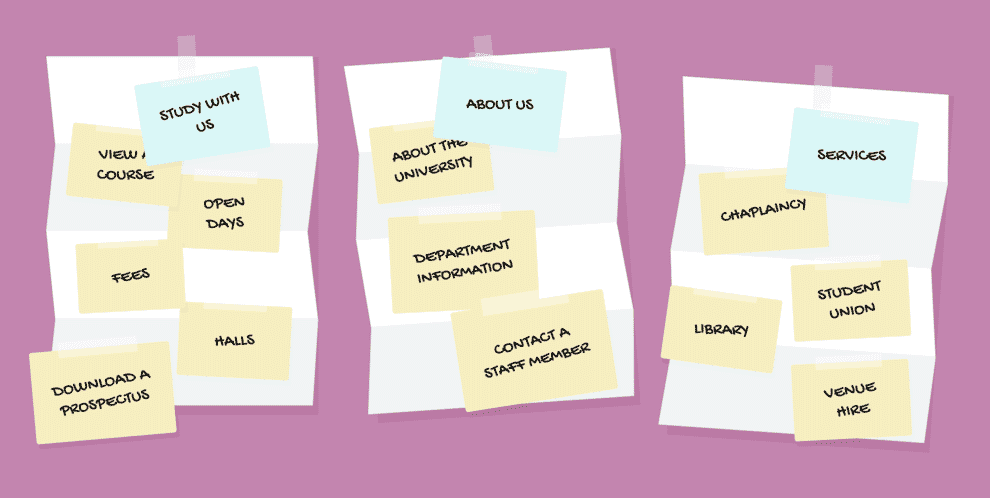 STUDY WITH
US
VIEW A
COURSE
OPEN
DAYS
FEES
HALLS
DOWNLOAD A
PROSPECTUS
ABOUT US
ABOUT THE
UNIVERSITY
DEPARTMENT
INFORMATION
CONTACT A
STAFF MEMBER
SERVICES
CHAPLAINCY
STUDENT
UNION
LIBRARY
VENUE
HIRE